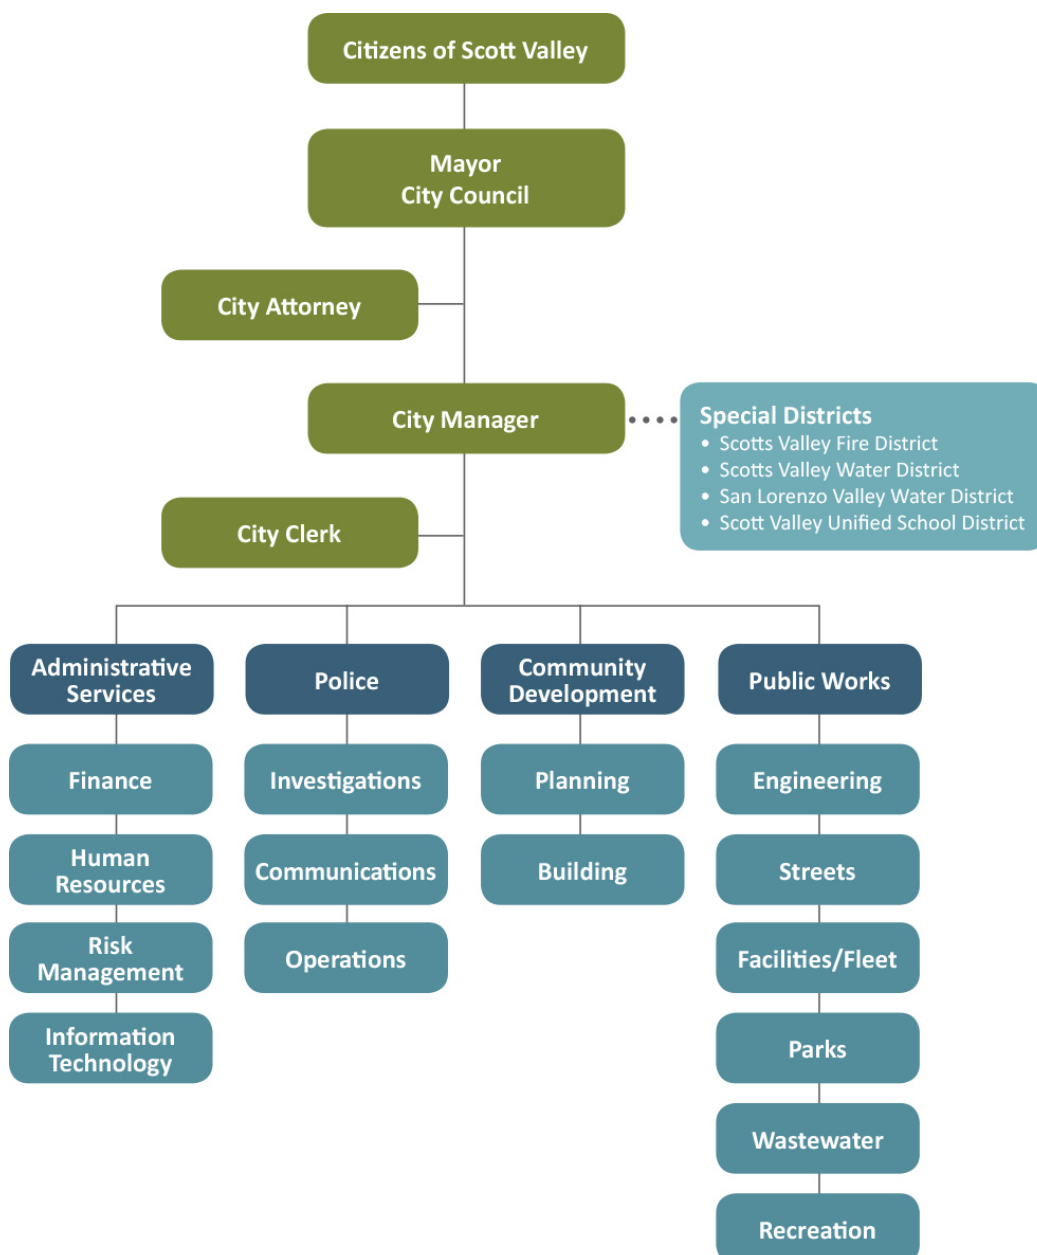 Citizens of Scott Valley
Mayor
City Council
City Attorney
City Manager
Special Districts
• Scotts Valley Fire District
• Scotts Valley Water District
• San Lorenzo Valley Water District
• Scott Valley Unified School District
City Clerk
Administrative
Services
Finance
Human
Resources
Risk
Management
Information
Technology
Police
Investigations
Communications
Operations
Community
Development
Planning
Building
Public Works
Engineering
Streets
Facilities/Fleet
Parks
Wastewater
Recreation